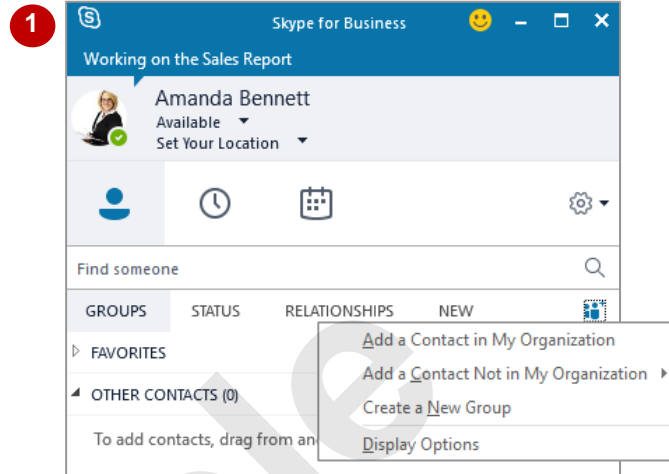 1
Skype for Business
Working on the Sales Report
Amanda Bennett
Available
Set Your Location
Find someone
GROUPS STATUS RELATIONSHIPS NEW
FAVORITES
OTHER CONTACTS (0)
To add contacts, drag from an
Add a Contact in My Organization
Add a Contact Not in My Organization
Create a New Group
Display Options